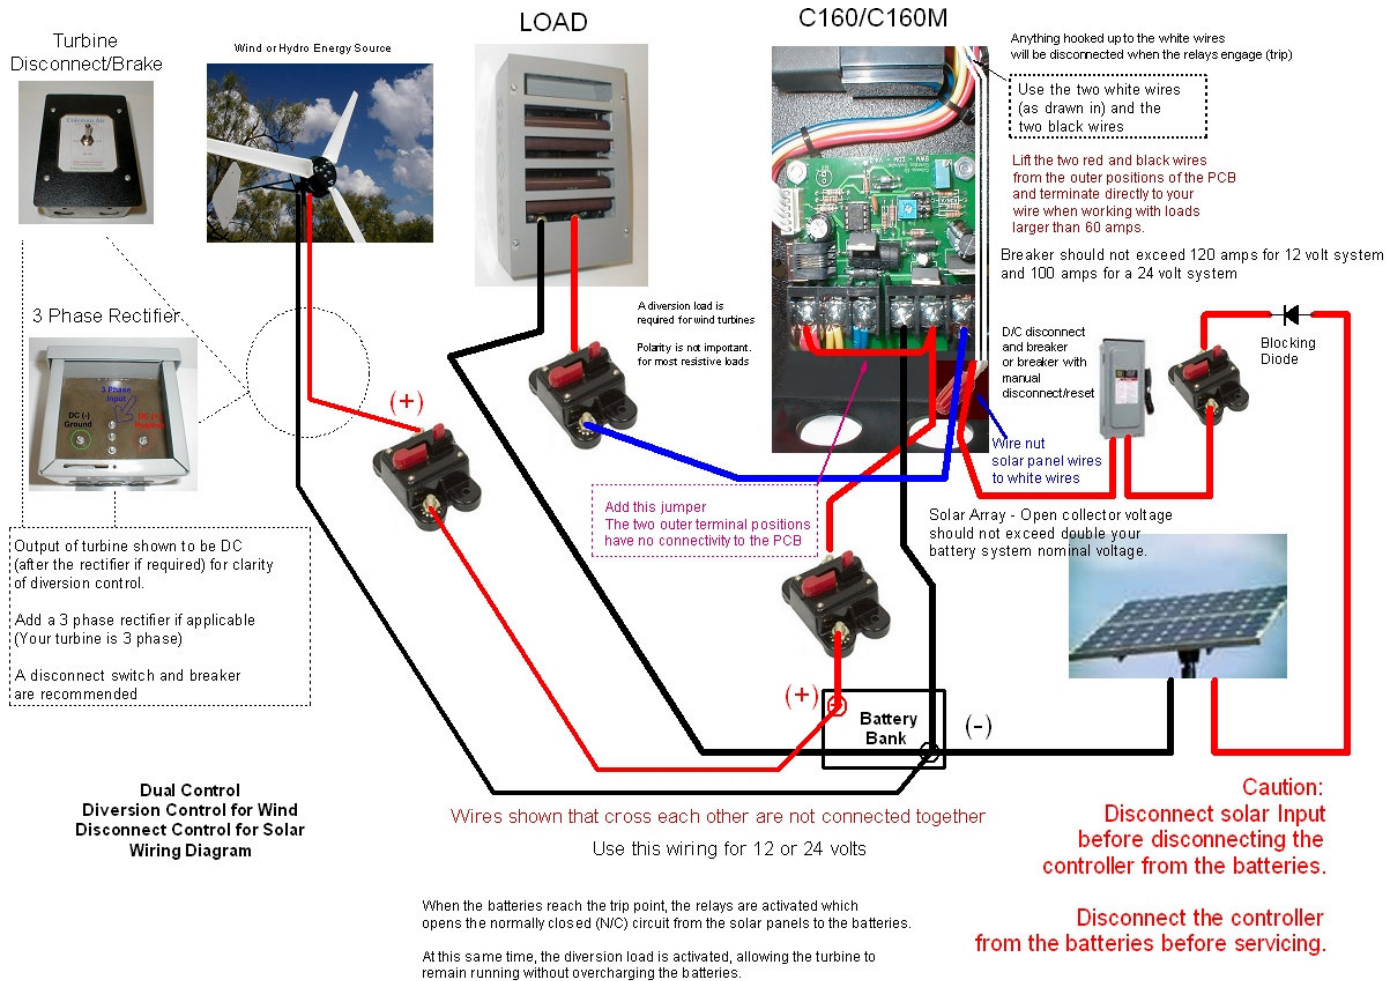 LOAD
C160/C160M
Turbine
Disconnect/Brake
Wind or Hydro Energy Source
Anything hooked up to the white wires
will be disconnected when the relays engage (trip)
Use the two white wires
(as drawn in) and the
two black wires
Lift the two red and black wires
from the outer positions of the PCB
and terminate directly to your
wire when working with loads
larger than 60 amps.
Breaker should not exceed 120 amps for 12 volt system
and 100 amps for a 24 volt system
A diversion load is
required for wind turbines
Polarity is not important.
for most resistive loads
3 Phase Rectifier
3 Phase
Input
DC (-)
Ground
DC (+)
Positive
(+)
D/C disconnect
and breaker
or breaker with
manual
disconnect/reset
Blocking
Diode
Wire nut
solar panel wires
to white wires
Add this jumper
The two outer terminal positions
have no connectivity to the PCB
Solar Array - Open collector voltage
should not exceed double your
battery system nominal voltage.
Output of turbine shown to be DC
(after the rectifier if required) for clarity
of diversion control.
Add a 3 phase rectifier if applicable
(Your turbine is 3 phase)
A disconnect switch and breaker
are recommended
(+)
+
Battery
Bank
-
(-)
Dual Control
Diversion Control for Wind
Disconnect Control for Solar
Wiring Diagram
Wires shown that cross each other are not connected together
Use this wiring for 12 or 24 volts
Caution:
Disconnect solar Input
before disconnecting the
controller from the batteries.
Disconnect the controller
from the batteries before servicing.
When the batteries reach the trip point, the relays are activated which
opens the normally closed (N/C) circuit from the solar panels to the batteries.
At this same time, the diversion load is activated, allowing the turbine to
remain running without overcharging the batteries.